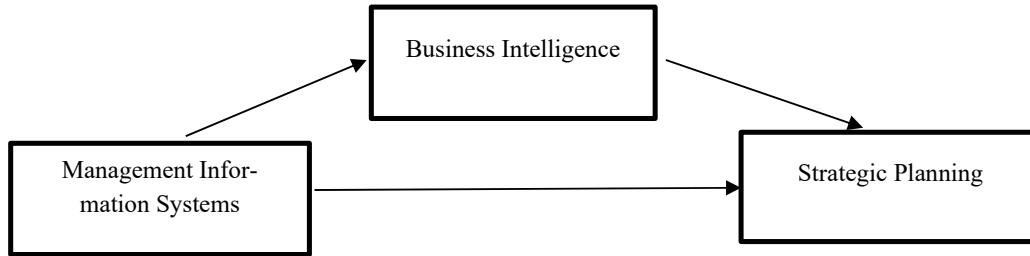 Business Intelligence
Management Infor-
mation Systems
Strategic Planning